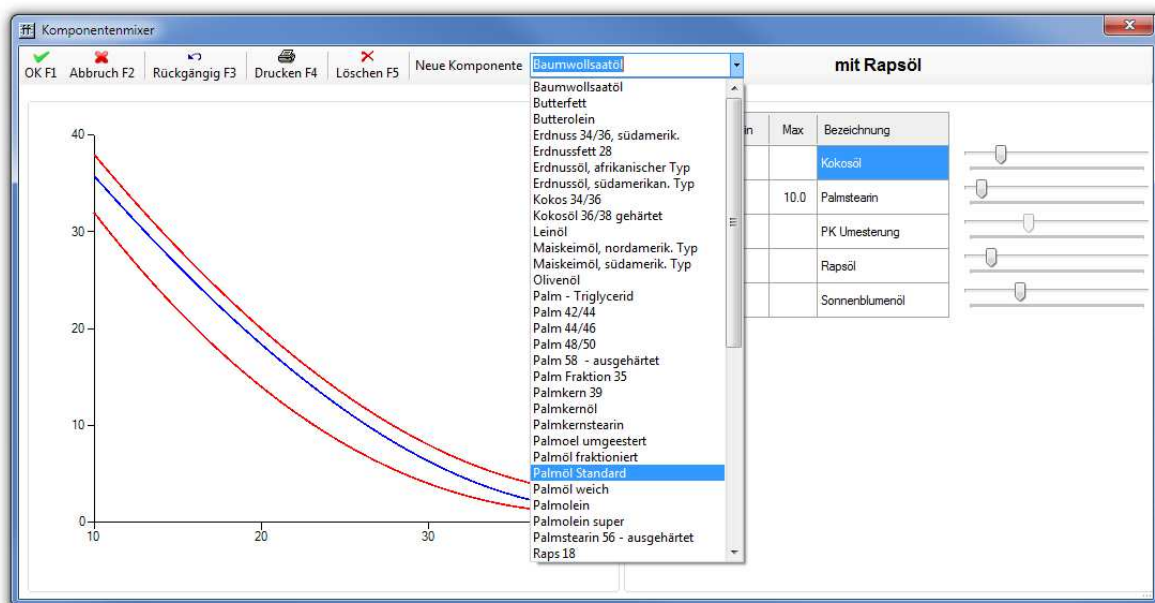 fff Komponentenmixer
OK F1 Abbruch F2 Rückgängig F3 Drucken F4 Löschen F5 Neue Komponente Baumwollsaatöl mit Rapsöl
Baumwollsaatöl
Butterfett
Butterolein
Erdnuss 34/36, südamerik.
Erdnussfett 28
Erdnussöl, afrikanischer Typ
Erdnussöl, südamerikan. Typ
Kokos 34/36
Kokosöl 36/38 gehärtet
Leinöl
Maiskeimöl, nordamerik. Typ
Maiskeimöl, südamerik. Typ
Olivenöl
Palm - Triglycerid
Palm 42/44
Palm 44/46
Palm 48/50
Palm 58 - ausgehärtet
Palm Fraktion 35
Palmkern 39
Palmkernöl
Palmkernstearin
Palmoel umgeestert
Palmöl fraktioniert
Palmöl Standard
Palmöl weich
Palmolein
Palmolein super
Palmstearin 56 - ausgehärtet
Raps 18
40
30
20
10
0
10 20 30
in Max Bezeichnung
Kokosöl
10.0 Palmstearin
PK Umesterung
Rapsöl
Sonnenblumenöl